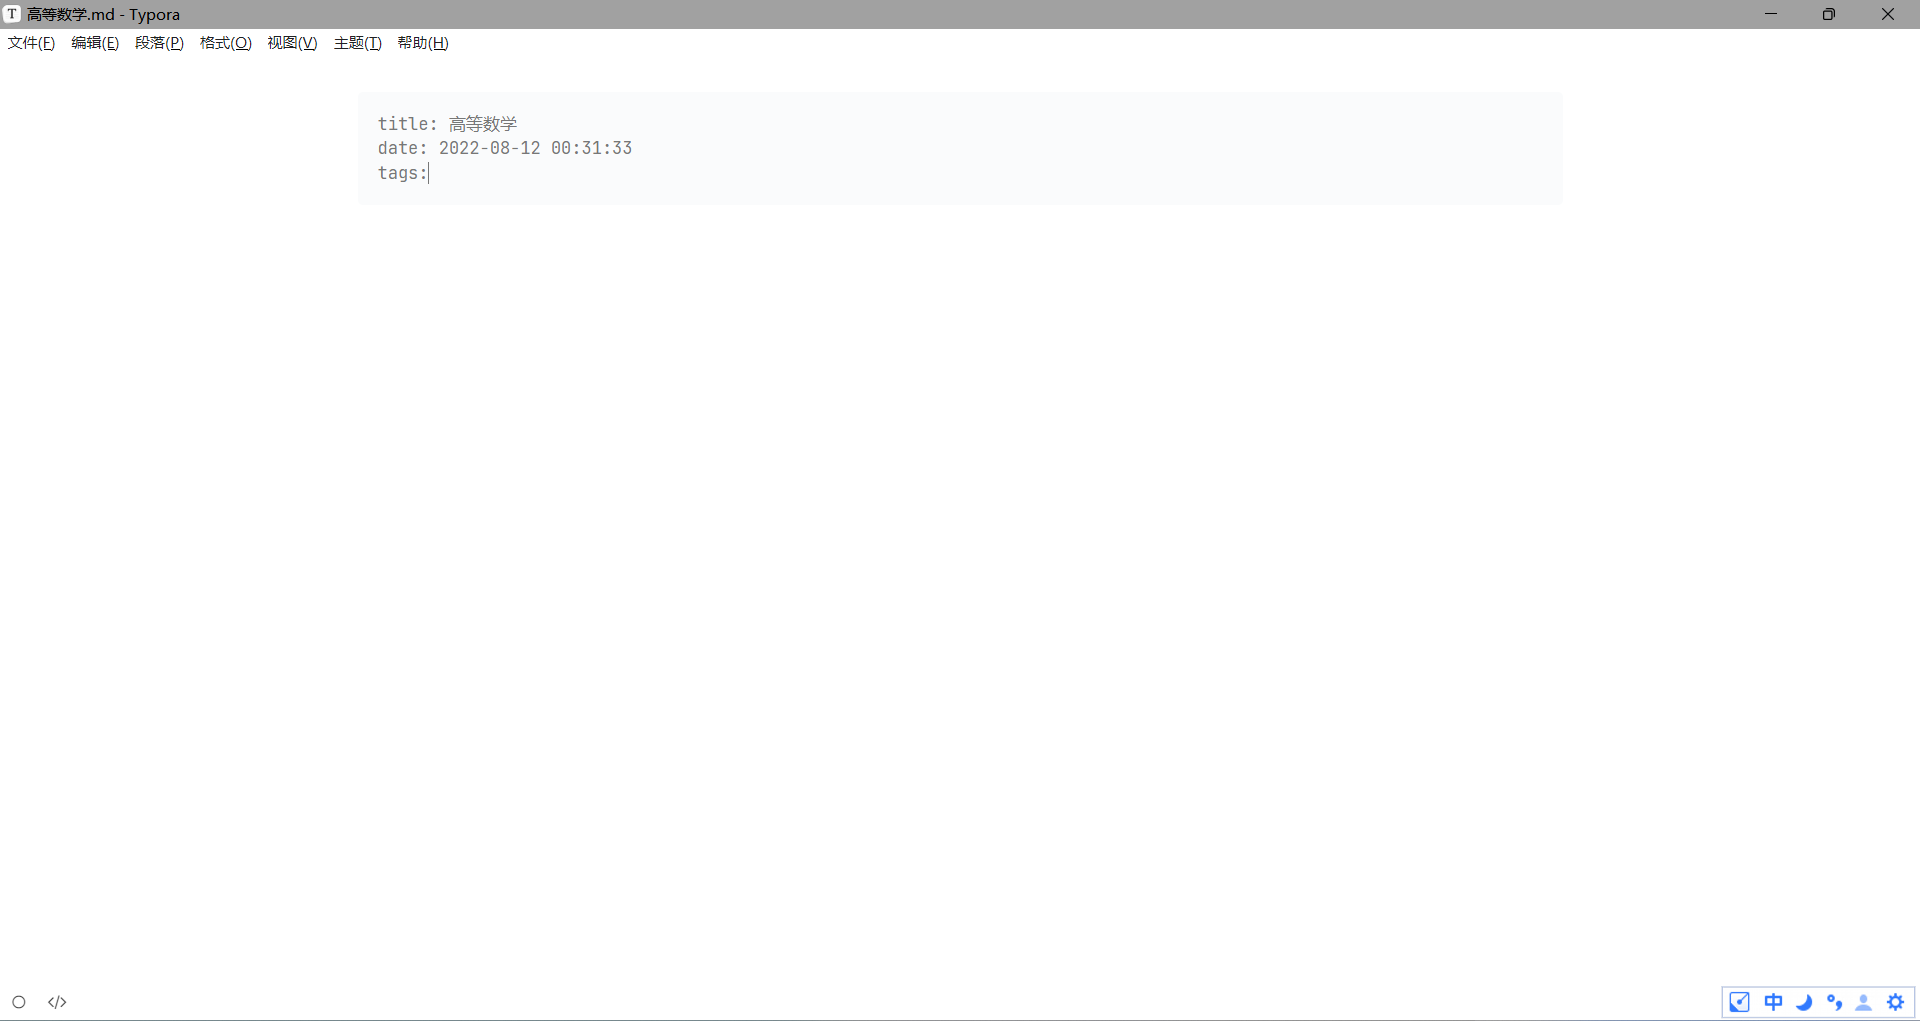 T 高等数学.md - Typora
文件(F) 编辑(E) 段落(P) 格式(O) 视图(V) 主题(T) 帮助(H)
title: 高等数学
date: 2022-08-12 00:31:33
tags:
</> 中